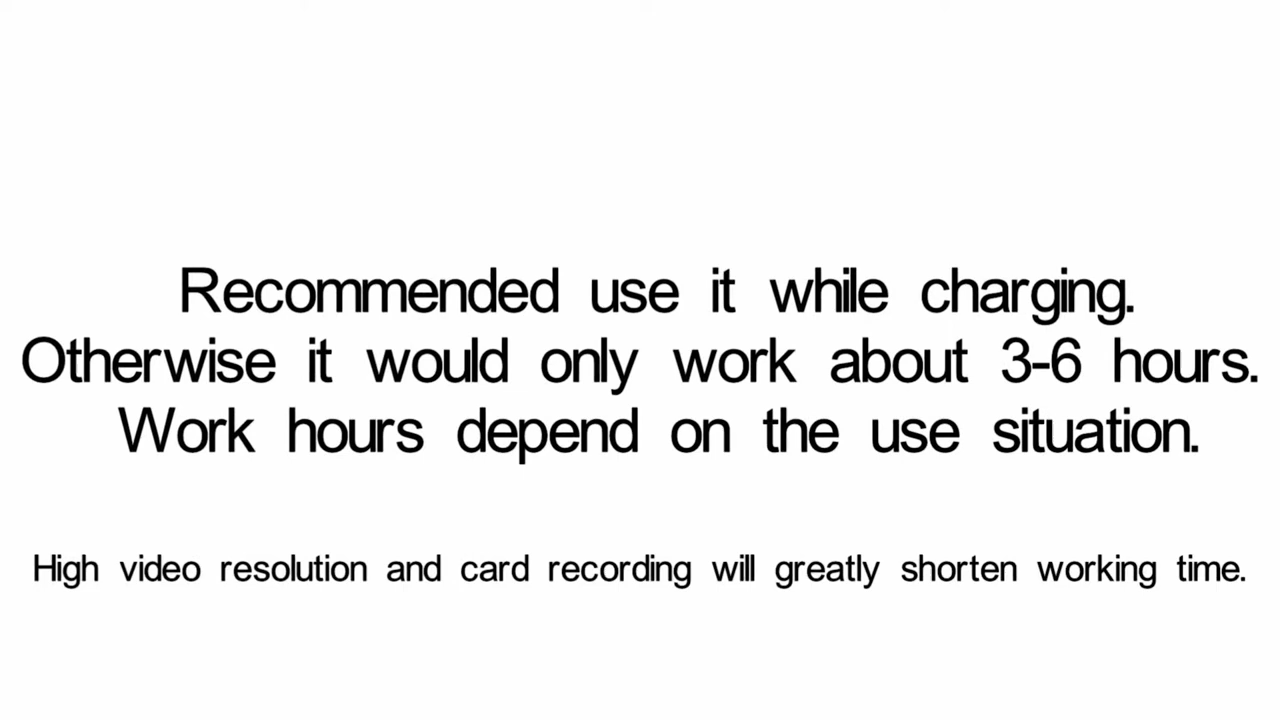 Recommended use it while charging.
Otherwise it would only work about 3-6 hours.
Work hours depend on the use situation.
High video resolution and card recording will greatly shorten working time.